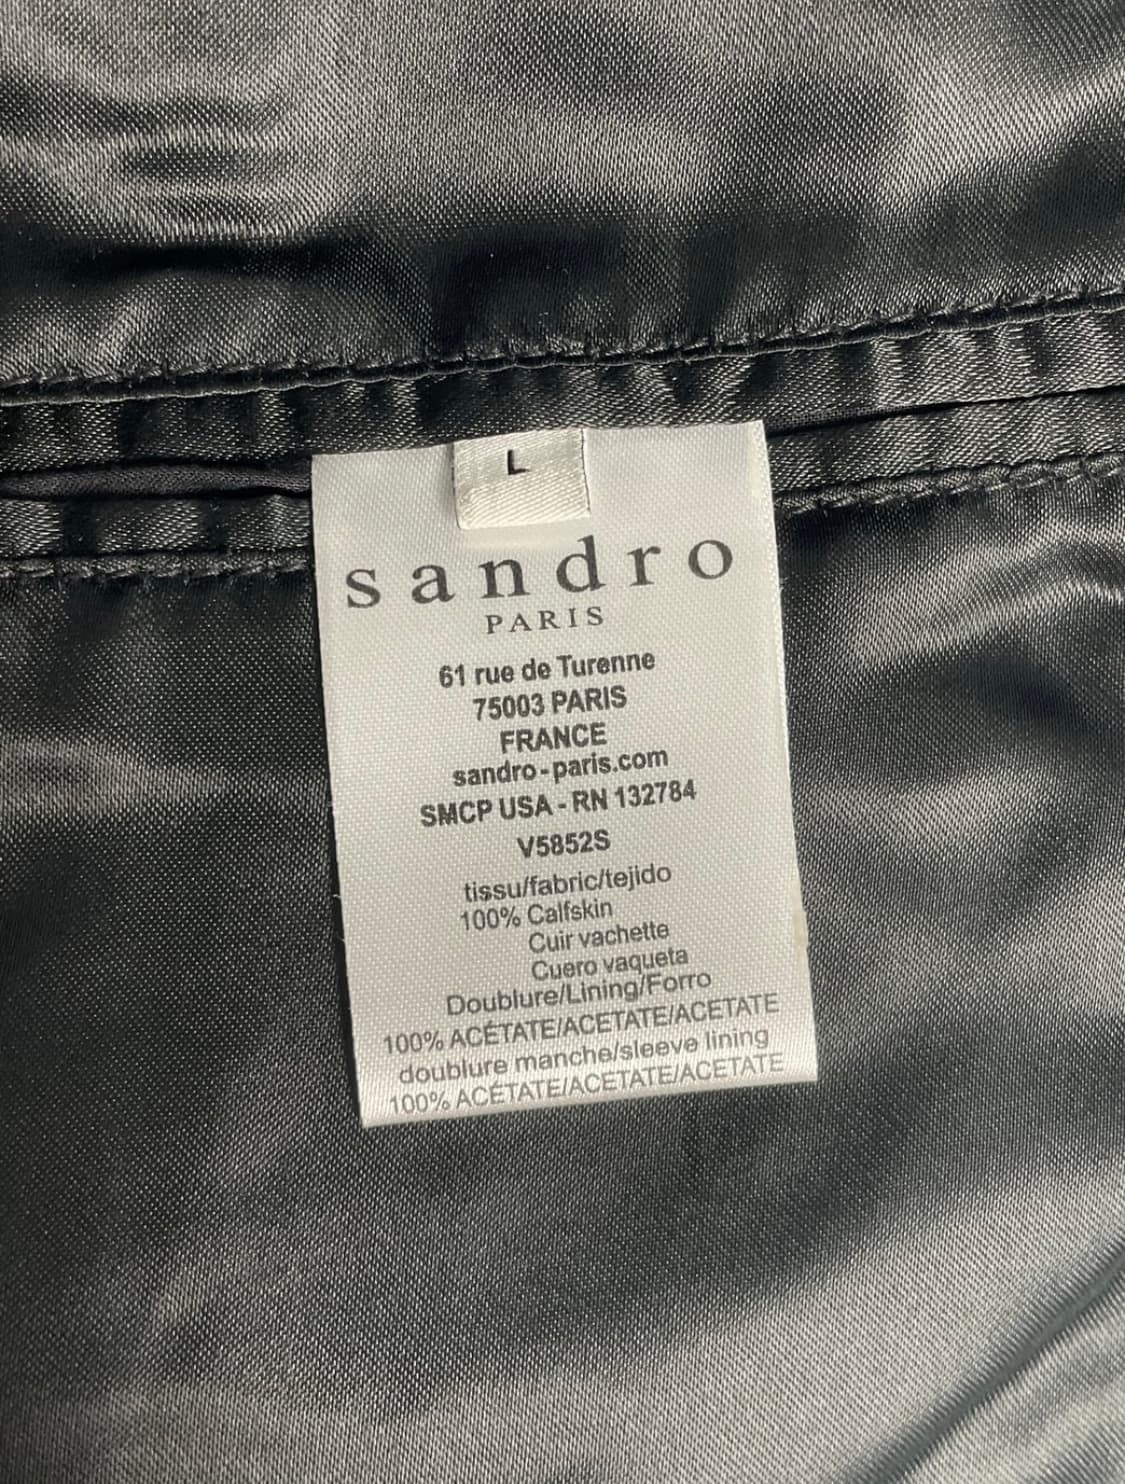 L
sandro
PARIS
61 rue de Turenne
75003 PARIS
FRANCE
sandro-paris.com
SMCP USA - RN 132784
V5852S
tissu/fabric/tejido
100% Calfskin
Cuir vachette
Cuero vaqueta
Doublure/Lining/Forro
100% ACÉTATE/ACETATE/ACETATE
doublure manche/sleeve lining
100% ACÉTATE/ACETATE/ACETATE